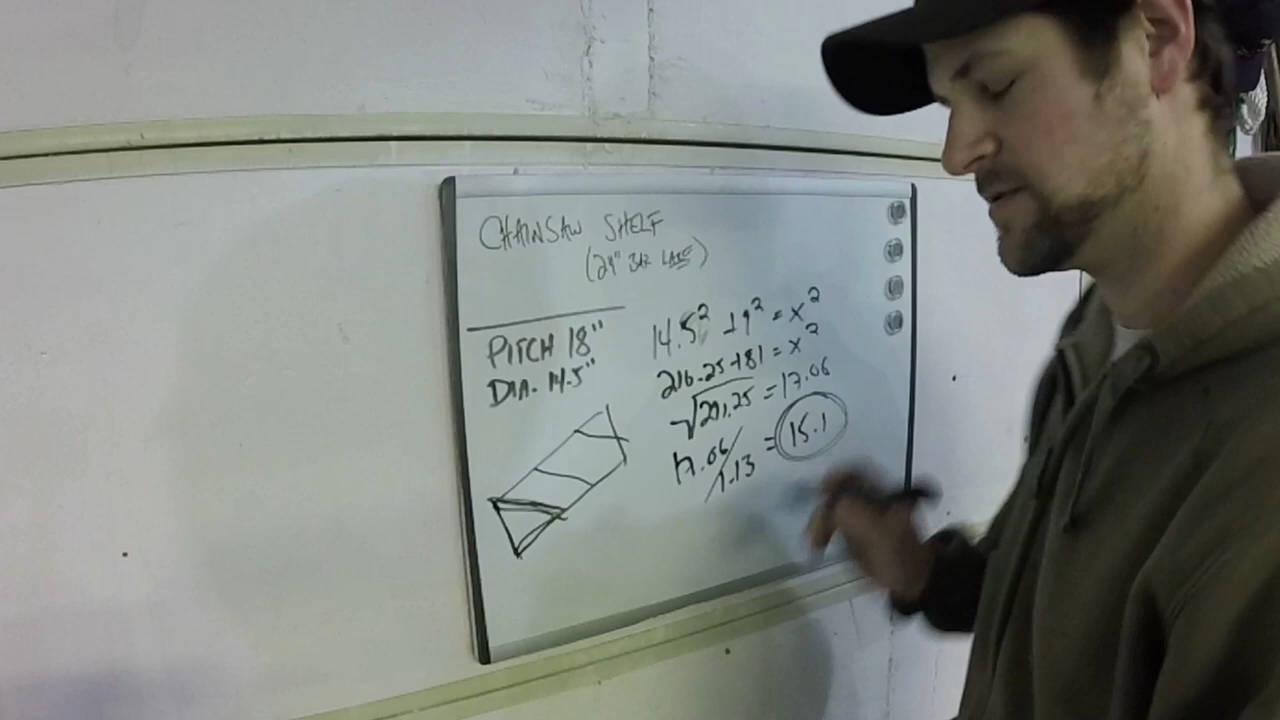 CHAINSAW SHELF
(24" BAR LAKE)
PITCH 18"
DIA. 14.5"
14.5² + 9² = x²
210.25 + 81 = x²
√291.25 = 17.06
17.06/1.13 = 15.1